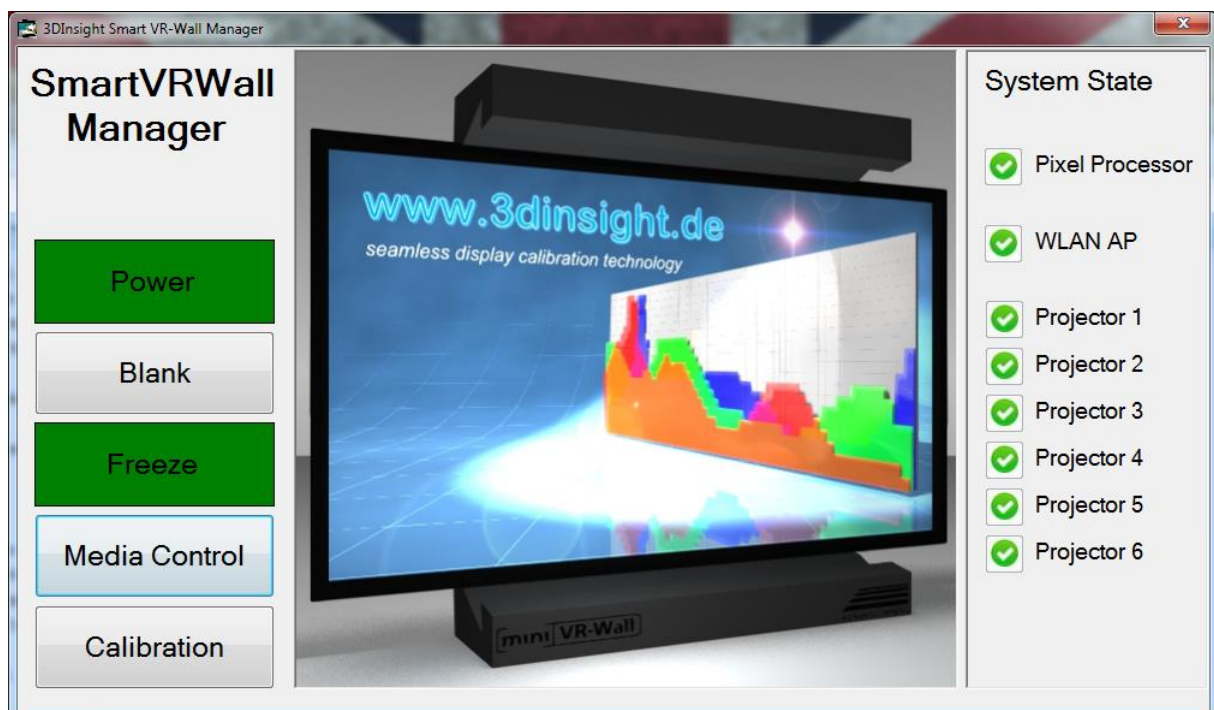 3DInsight Smart VR-Wall Manager
x
SmartVRWall
Manager
Power
Blank
Freeze
Media Control
Calibration
www.3dinsight.de
seamless display calibration technology
mini VR-Wall
System State
Pixel Processor
WLAN AP
Projector 1
Projector 2
Projector 3
Projector 4
Projector 5
Projector 6